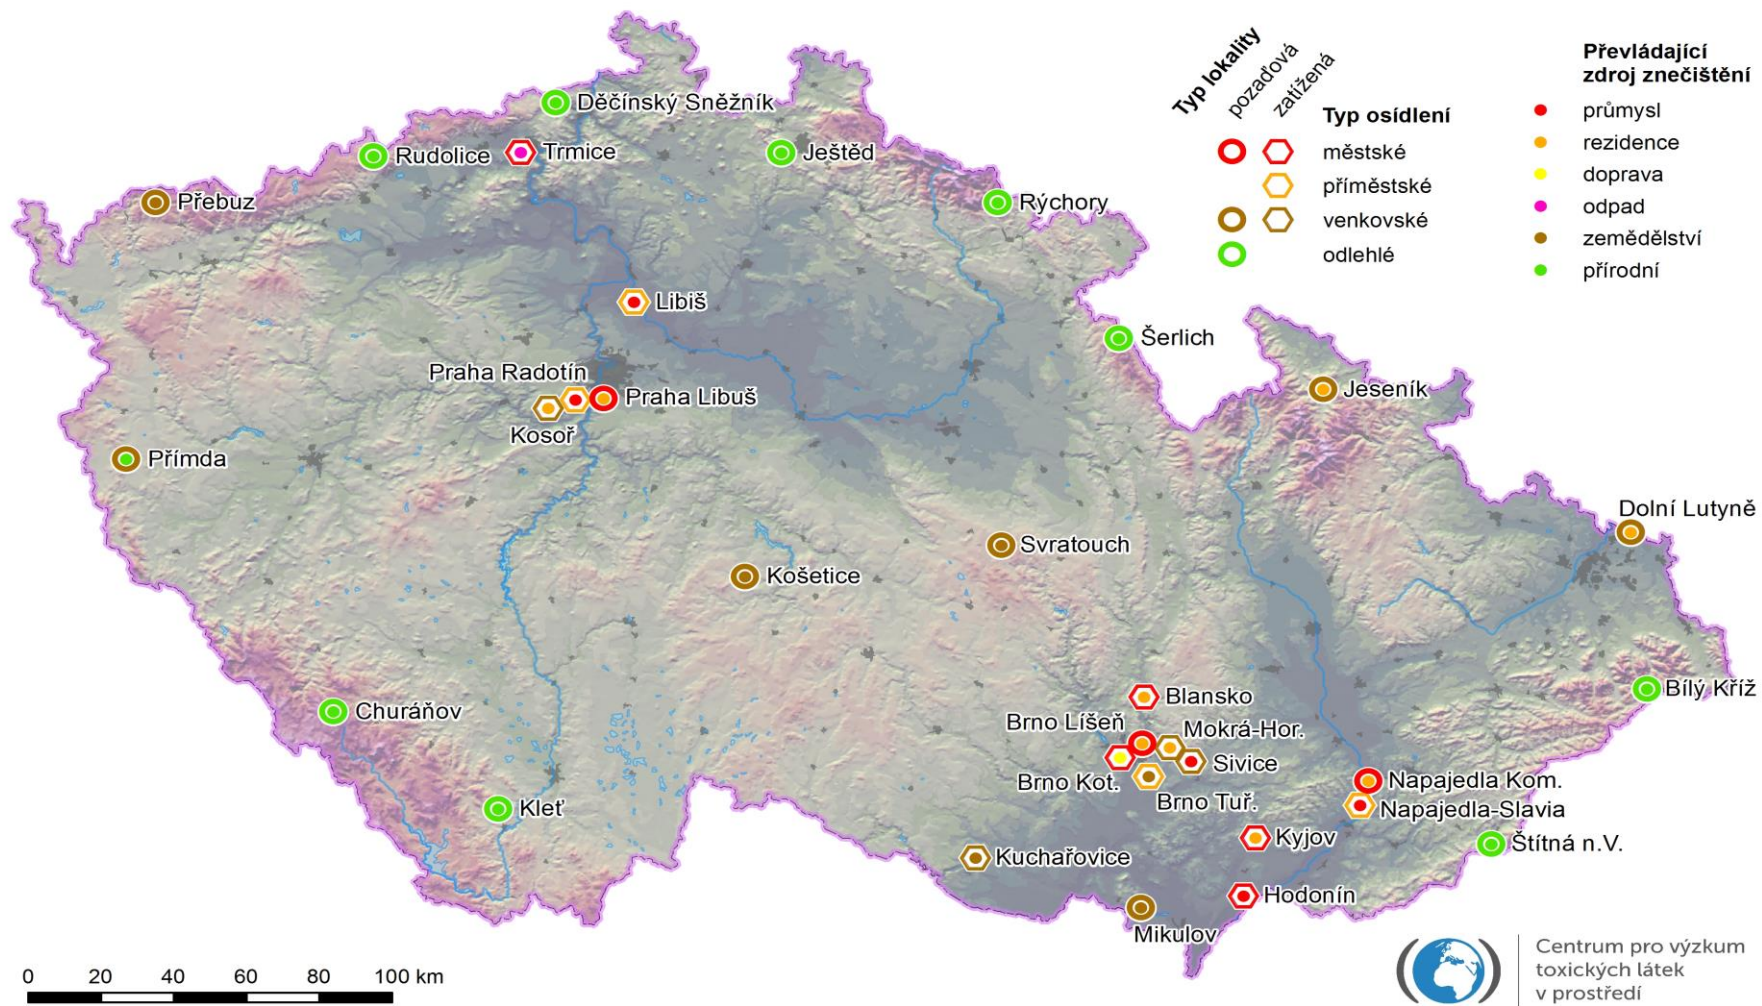 Typ lokality
pozaďová
zatížená
Typ osídlení
městské
příměstské
venkovské
odlehlé
Převládající
zdroj znečištění
průmysl
rezidence
doprava
odpad
zemědělství
přírodní
Děčínský Sněžník
Rudolice
Trmice
Ještěd
Přebuz
Rýchory
Libiš
Šerlich
Praha Radotín
Praha Libuš
Kosoř
Jeseník
Přímda
Dolní Lutyně
Svratouch
Košetice
Bílý Kříž
Blansko
Churáňov
Brno Líšeň
Mokrá-Hor.
Sivice
Brno Kot.
Brno Tuř.
Napajedla Kom.
Napajedla-Slavia
Kleť
Kyjov
Štítná n.V.
Kuchařovice
Hodonín
Mikulov
0 20 40 60 80 100 km
Centrum pro výzkum
toxických látek
v prostředí